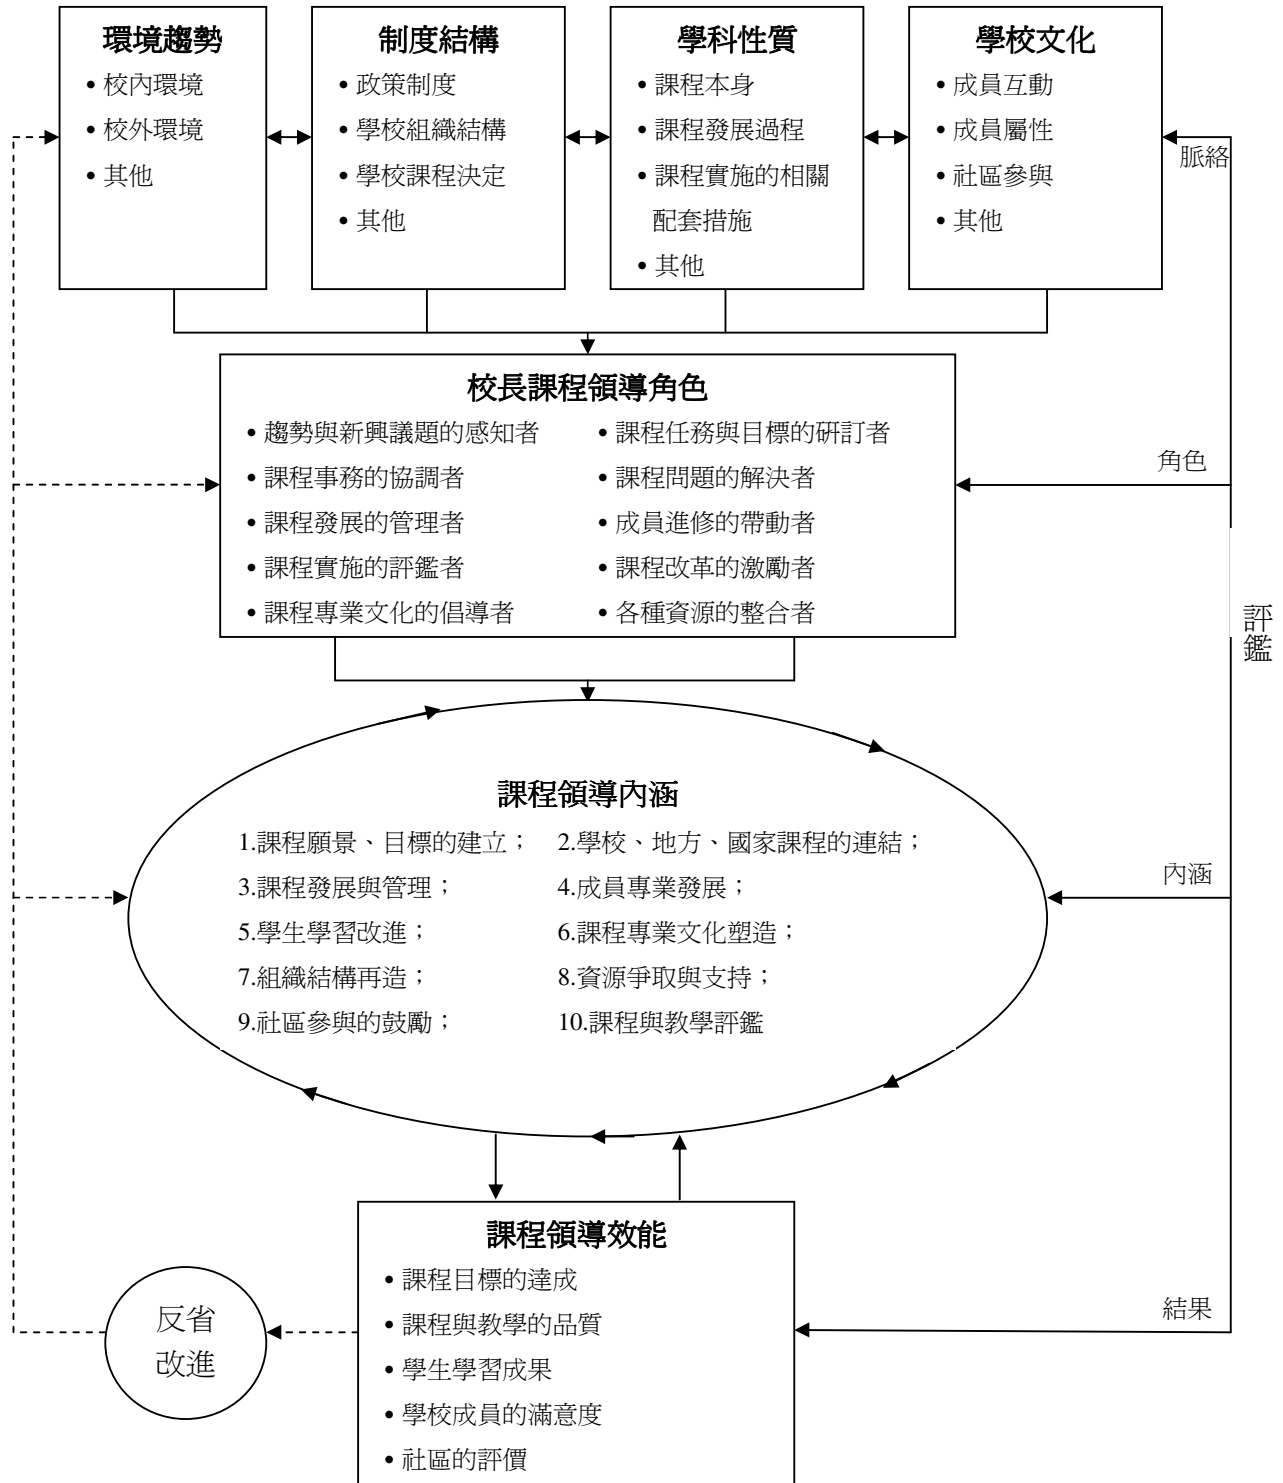 環境趨勢
• 校內環境
• 校外環境
• 其他
制度結構
• 政策制度
• 學校組織結構
• 學校課程決定
• 其他
學科性質
• 課程本身
• 課程發展過程
• 課程實施的相關
配套措施
• 其他
學校文化
• 成員互動
• 成員屬性
• 社區參與
• 其他
脈絡
校長課程領導角色
• 趨勢與新興議題的感知者
• 課程任務與目標的研訂者
• 課程事務的協調者
• 課程問題的解決者
• 課程發展的管理者
• 成員進修的帶動者
• 課程實施的評鑑者
• 課程改革的激勵者
• 課程專業文化的倡導者
• 各種資源的整合者
角色
評鑑
課程領導內涵
1.課程願景、目標的建立； 2.學校、地方、國家課程的連結；
3.課程發展與管理； 4.成員專業發展；
5.學生學習改進； 6.課程專業文化塑造；
7.組織結構再造； 8.資源爭取與支持；
9.社區參與的鼓勵； 10.課程與教學評鑑
內涵
課程領導效能
• 課程目標的達成
• 課程與教學的品質
• 學生學習成果
• 學校成員的滿意度
• 社區的評價
結果
反省
改進